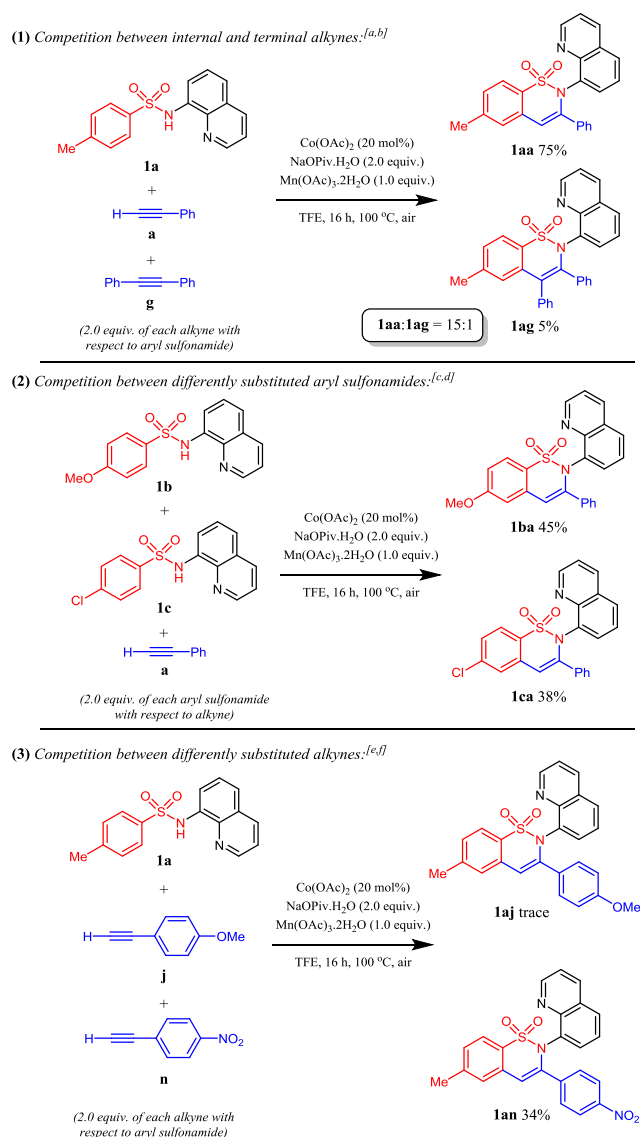 (1) Competition between internal and terminal alkynes:[a,b]
O
O
S
N
H
N
Me
1a
+
H
Ph
a
+
Ph
Ph
g
(2.0 equiv. of each alkyne with
respect to aryl sulfonamide)
Co(OAc)2 (20 mol%)
NaOPiv.H2O (2.0 equiv.)
Mn(OAc)3.2H2O (1.0 equiv.)
TFE, 16 h, 100 °C, air
N
O
O
S
N
Me
Ph
1aa 75%
N
O
O
S
N
Me
Ph
Ph
1ag 5%
1aa:1ag = 15:1
(2) Competition between differently substituted aryl sulfonamides:[c,d]
O
O
S
N
H
N
MeO
1b
+
O
O
S
N
H
N
Cl
1c
+
H
Ph
a
(2.0 equiv. of each aryl sulfonamide
with respect to alkyne)
Co(OAc)2 (20 mol%)
NaOPiv.H2O (2.0 equiv.)
Mn(OAc)3.2H2O (1.0 equiv.)
TFE, 16 h, 100 °C, air
N
O
O
S
N
MeO
Ph
1ba 45%
N
O
O
S
N
Cl
Ph
1ca 38%
(3) Competition between differently substituted alkynes:[e,f]
O
O
S
N
H
N
Me
1a
+
H
OMe
j
+
H
NO2
n
(2.0 equiv. of each alkyne with
respect to aryl sulfonamide)
Co(OAc)2 (20 mol%)
NaOPiv.H2O (2.0 equiv.)
Mn(OAc)3.2H2O (1.0 equiv.)
TFE, 16 h, 100 °C, air
N
O
O
S
N
Me
OMe
1aj trace
N
O
O
S
N
Me
NO2
1an 34%